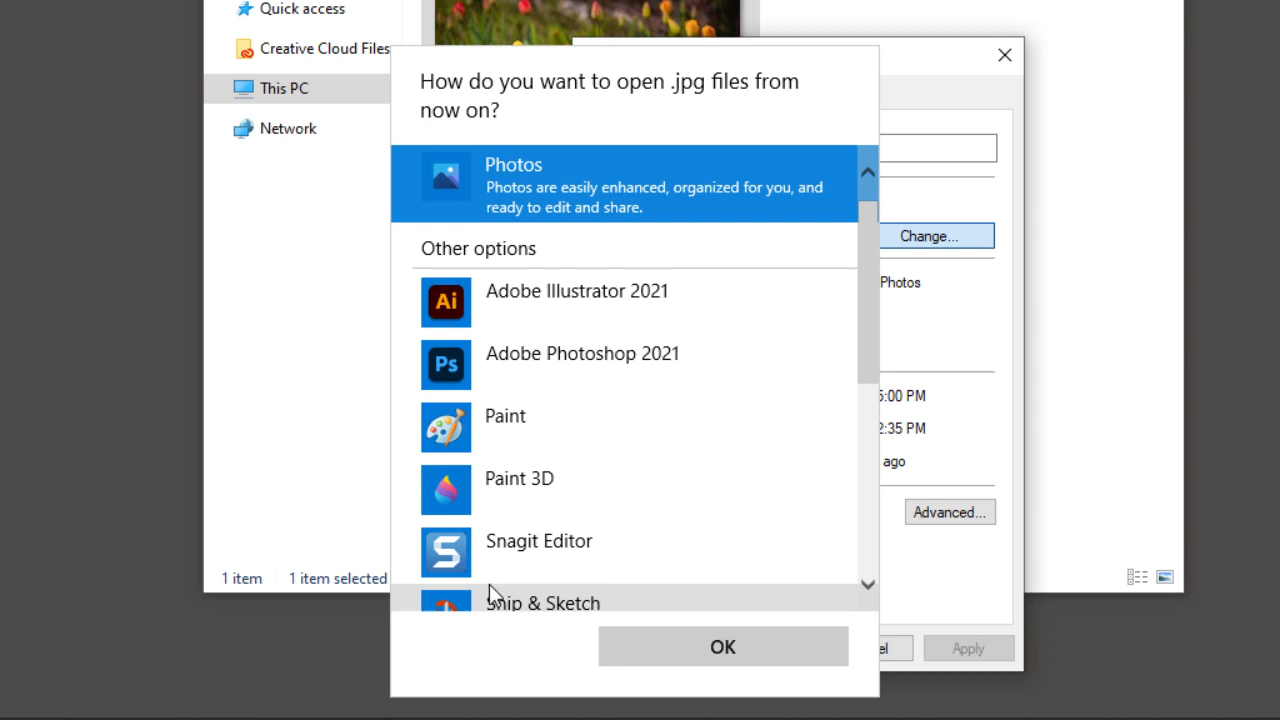 Quick access
Creative Cloud Files
This PC
Network
1 item
1 item selected
How do you want to open .jpg files from
now on?
Photos
Photos are easily enhanced, organized for you, and
ready to edit and share.
Other options
Ai
Adobe Illustrator 2021
Ps
Adobe Photoshop 2021
Paint
Paint 3D
S
Snagit Editor
Snip & Sketch
OK
Change...
Photos
5:00 PM
2:35 PM
ago
Advanced...
el
Apply